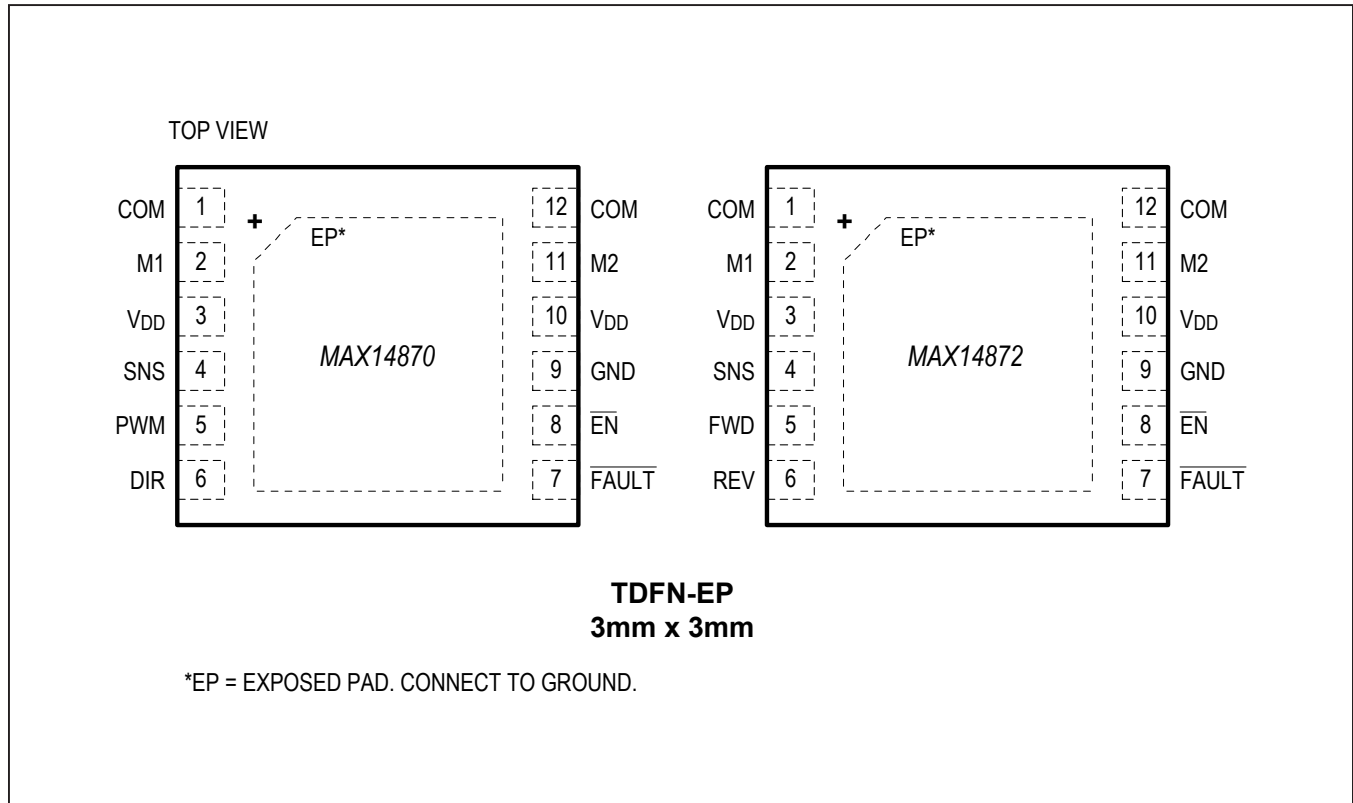 TOP VIEW
COM 1 + 12 COM
EP*
M1 2 11 M2
VDD 3 10 VDD
SNS 4 MAX14870 9 GND
PWM 5 8 EN
DIR 6 7 FAULT
COM 1 + 12 COM
EP*
M1 2 11 M2
VDD 3 10 VDD
SNS 4 MAX14872 9 GND
FWD 5 8 EN
REV 6 7 FAULT
TDFN-EP
3mm x 3mm
*EP = EXPOSED PAD. CONNECT TO GROUND.